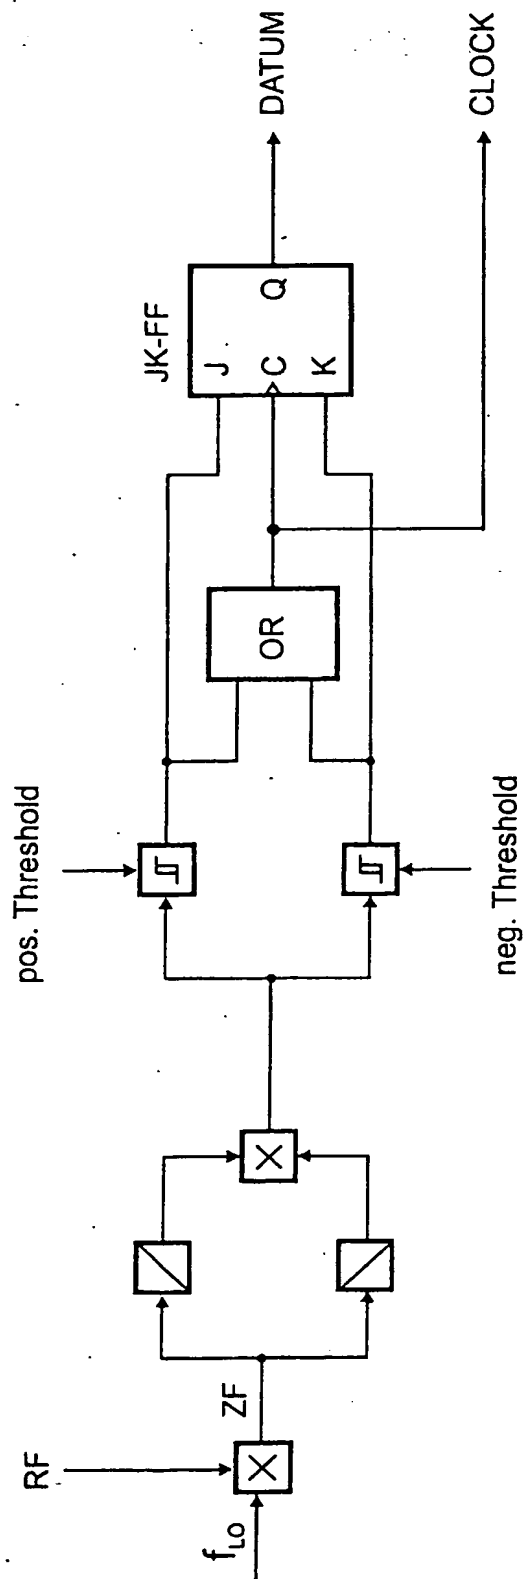 RF
f_LO
ZF
pos. Threshold
neg. Threshold
OR
JK-FF
J
C
K
Q
DATUM
CLOCK